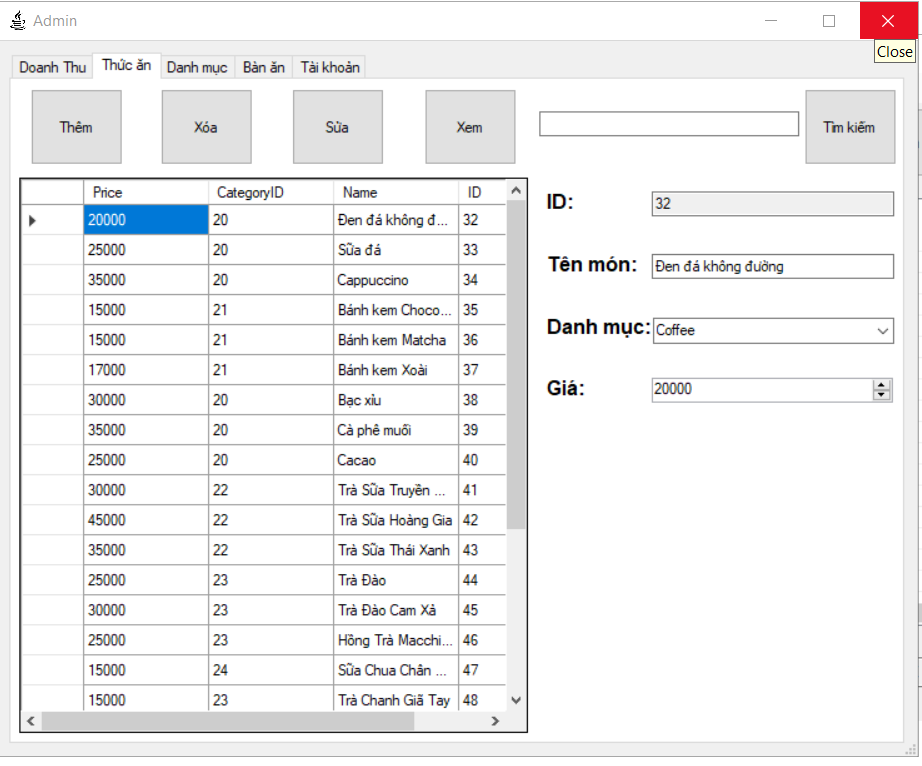 Admin
Close
Doanh Thu Thức ăn Danh mục Bàn ăn Tài khoản
Thêm Xóa Sửa Xem Tìm kiếm
Price CategoryID Name ID
20000 20 Đen đá không đ... 32
25000 20 Sữa đá 33
35000 20 Cappuccino 34
15000 21 Bánh kem Choco... 35
15000 21 Bánh kem Matcha 36
17000 21 Bánh kem Xoài 37
30000 20 Bạc xỉu 38
35000 20 Cà phê muối 39
25000 20 Cacao 40
30000 22 Trà Sữa Truyền ... 41
45000 22 Trà Sữa Hoàng Gia 42
35000 22 Trà Sữa Thái Xanh 43
25000 23 Trà Đào 44
30000 23 Trà Đào Cam Xả 45
25000 23 Hồng Trà Macchi... 46
15000 24 Sữa Chua Chân ... 47
15000 23 Trà Chanh Giã Tay 48
ID: 32
Tên món: Đen đá không đường
Danh mục: Coffee
Giá: 20000